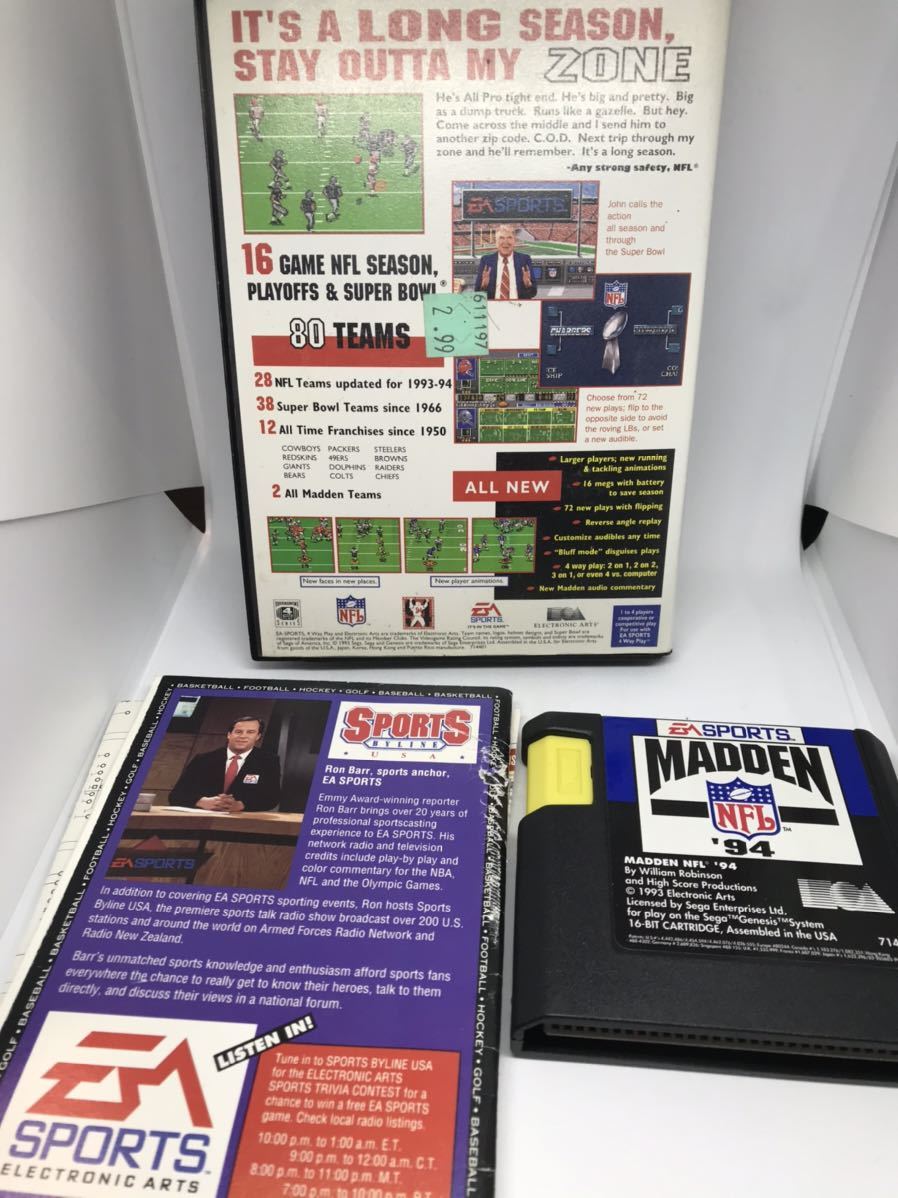 IT'S A LONG SEASON,
STAY OUTTA MY ZONE
He's All Pro tight end. He's big and pretty. Big
as a dump truck. Runs like a gazelle. But hey.
Come across the middle and I send him to
another zip code. C.O.D. Next trip through my
zone and he'll remember. It's a long season.
-Any strong safety, NFL®
EA SPORTS
John calls the
action
all season and
through
the Super Bowl
16 GAME NFL SEASON,
PLAYOFFS & SUPER BOWL®
611197
2.99
NFL
CHARGERS
80 TEAMS
28 NFL Teams updated for 1993-94
38 Super Bowl Teams since 1966
12 All Time Franchises since 1950
COWBOYS PACKERS STEELERS
REDSKINS 49ERS BROWNS
GIANTS DOLPHINS RAIDERS
BEARS COLTS CHIEFS
2 All Madden Teams
Choose from 72
new plays; flip to the
opposite side to avoid
the roving LBs, or set
a new audible.
ALL NEW
Larger players; new running
& tackling animations
16 megs with battery
to save season
72 new plays with flipping
Reverse angle replay
Customize audibles any time
"Bluff mode" disguises plays
4 way play: 2 on 1, 2 on 2,
3 on 1, or even 4 vs. computer
New Madden audio commentary
New faces in new places.
New player animations.
4
SERIES
NFL
EA
SPORTS
IT'S IN THE GAME
ELECTRONIC ARTS
1 to 4 players
cooperative or
competitive play
For use with
EA SPORTS
4 Way Play
• BASKETBALL • FOOTBALL • HOCKEY • GOLF • BASEBALL • BASKETBALL •
SPORTS
BYLINE
USA
Ron Barr, sports anchor,
EA SPORTS
Emmy Award-winning reporter
Ron Barr brings over 20 years of
professional sportscasting
experience to EA SPORTS. His
network and radio television
credits include play-by play and
color commentary for the NBA,
NFL and the Olympic Games.
EA SPORTS
In addition to covering EA SPORTS sporting events, Ron hosts Sports
Byline USA, the premiere sports talk radio show broadcast over 200 U.S.
stations and around the world on Armed Forces Radio Network and
Radio New Zealand.
Barr's unmatched sports knowledge and enthusiasm afford sports fans
everywhere the chance to really get to know their heroes, talk to them
directly, and discuss their views in a national forum.
EA
SPORTS™
ELECTRONIC ARTS
LISTEN IN!
Tune in to SPORTS BYLINE USA
for the ELECTRONIC ARTS
SPORTS TRIVIA CONTEST for a
chance to win a free EA SPORTS
game. Check local radio listings.
10:00 p.m. to 1:00 a.m. E.T.
9:00 p.m. to 12:00 a.m. C.T.
8:00 p.m. to 11:00 p.m. M.T.
7:00 p.m. to 10:00 p.m. P.T.
EA SPORTS™
MADDEN
NFL™
'94
MADDEN NFL® '94
By William Robinson
and High Score Productions
© 1993 Electronic Arts
Licensed by Sega Enterprises Ltd.
for play on the Sega™Genesis™System
16-BIT CARTRIDGE, Assembled in the USA
714